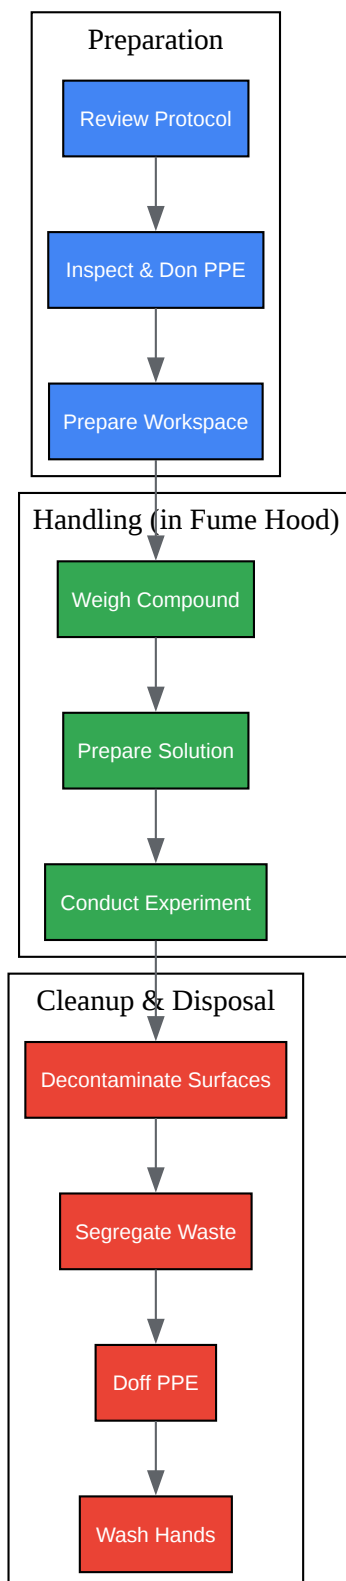 Preparation
Review Protocol
Inspect & Don PPE
Prepare Workspace
Handling (in Fume Hood)
Weigh Compound
Prepare Solution
Conduct Experiment
Cleanup & Disposal
Decontaminate Surfaces
Segregate Waste
Doff PPE
Wash Hands